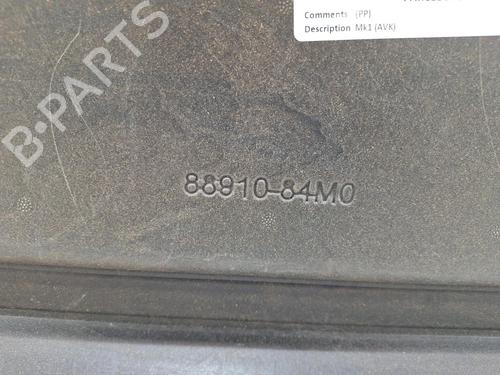 Comments (PP)
Description Mk1 (AVK)
B-PARTS
88910-84M0